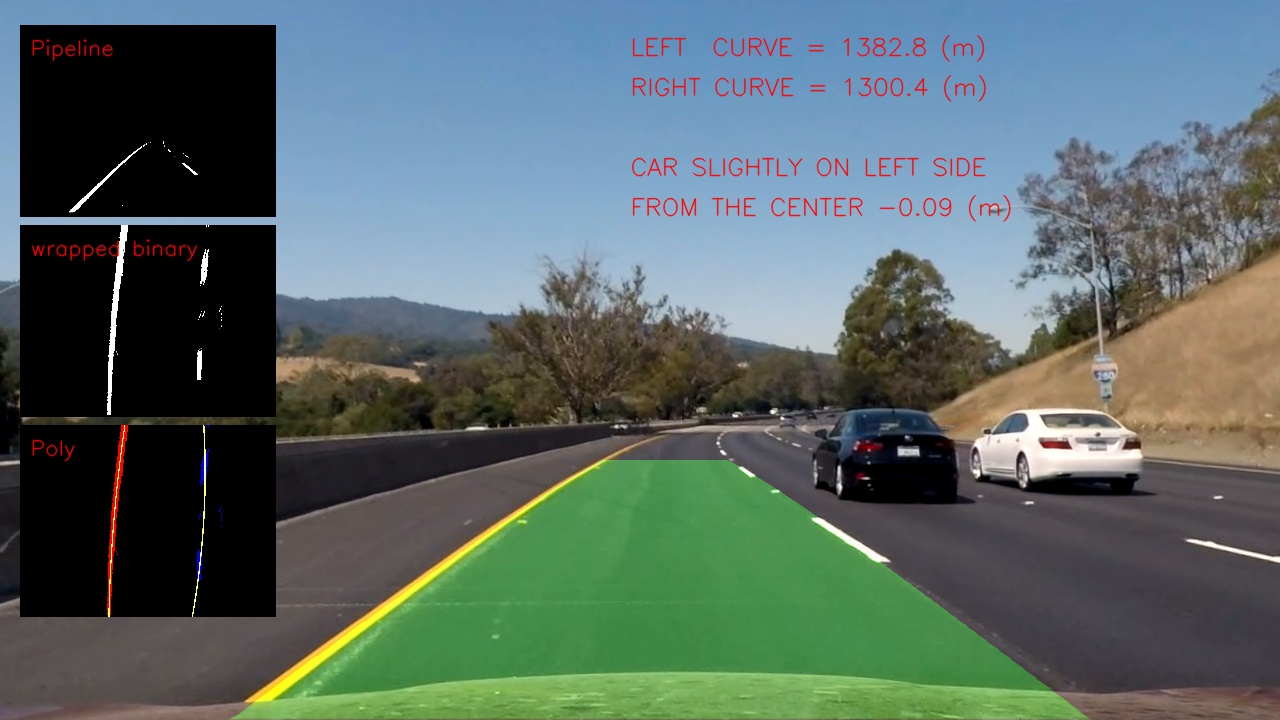 Pipeline
wrapped binary
Poly
LEFT CURVE = 1382.8 (m)
RIGHT CURVE = 1300.4 (m)
CAR SLIGHTLY ON LEFT SIDE
FROM THE CENTER -0.09 (m)
280